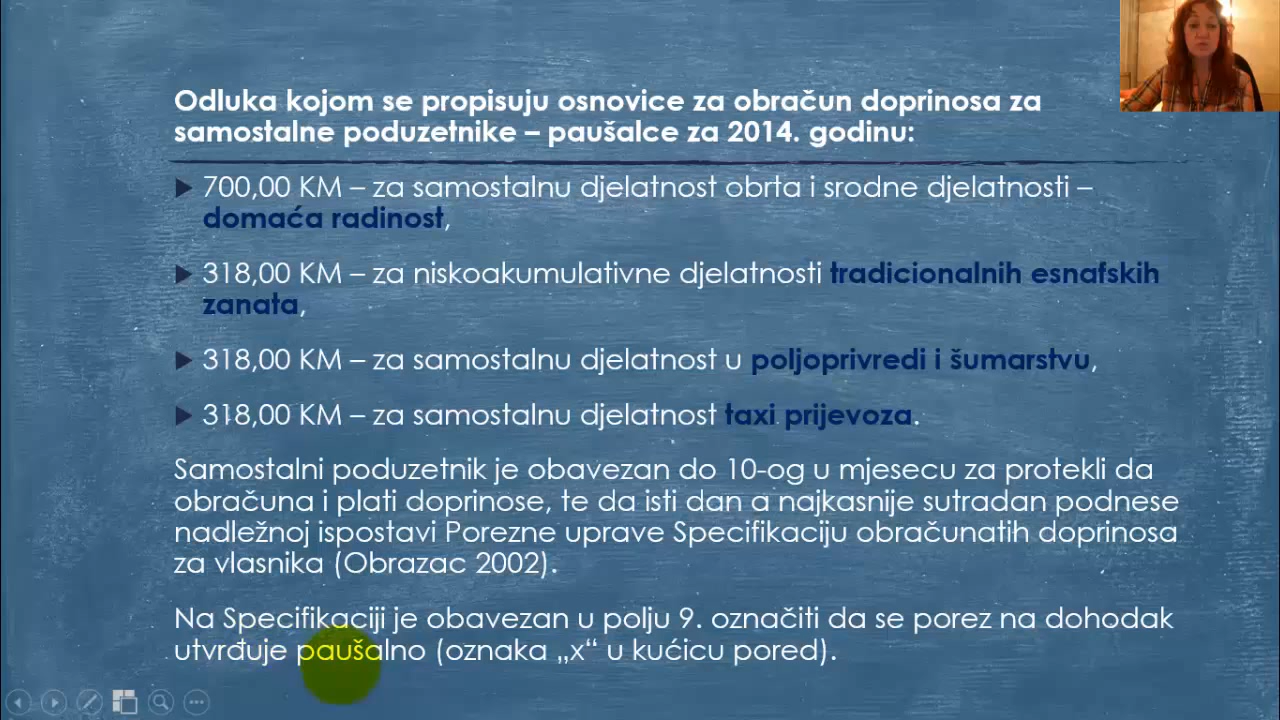 Odluka kojom se propisuju osnovice za obračun doprinosa za
samostalne poduzetnike – paušalce za 2014. godinu:
700,00 KM – za samostalnu djelatnost obrta i srodne djelatnosti –
domaća radinost,
318,00 KM – za niskoakumulativne djelatnosti tradicionalnih esnafskih
zanata,
318,00 KM – za samostalnu djelatnost u poljoprivredi i šumarstvu,
318,00 KM – za samostalnu djelatnost taxi prijevoza.
Samostalni poduzetnik je obavezan do 10-og u mjesecu za protekli da
obračuna i plati doprinose, te da isti dan a najkasnije sutradan podnese
nadležnoj ispostavi Porezne uprave Specifikaciju obračunatih doprinosa
za vlasnika (Obrazac 2002).
Na Specifikaciji je obavezan u polju 9. označiti da se porez na dohodak
utvrđuje paušalno (oznaka „x“ u kućicu pored).